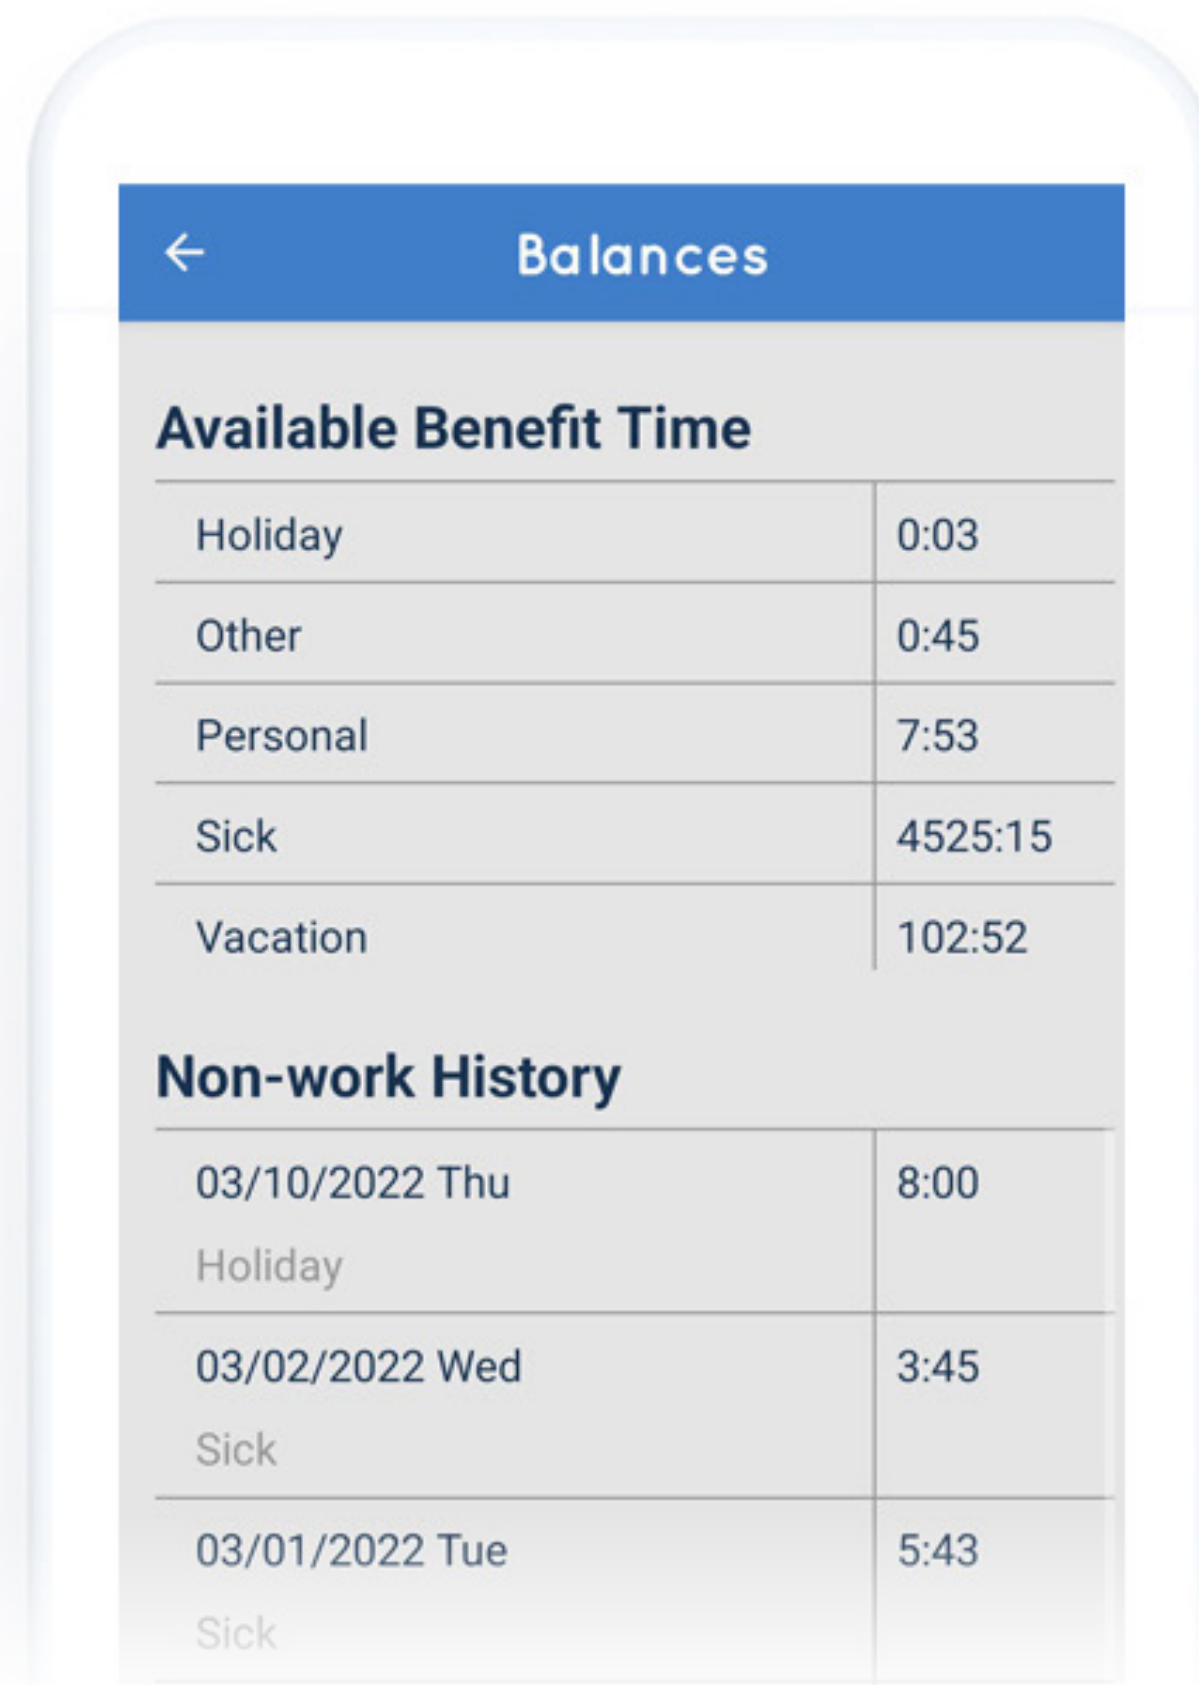 Balances
Available Benefit Time
Holiday 0:03
Other 0:45
Personal 7:53
Sick 4525:15
Vacation 102:52
Non-work History
03/10/2022 Thu 8:00
Holiday
03/02/2022 Wed 3:45
Sick
03/01/2022 Tue 5:43
Sick